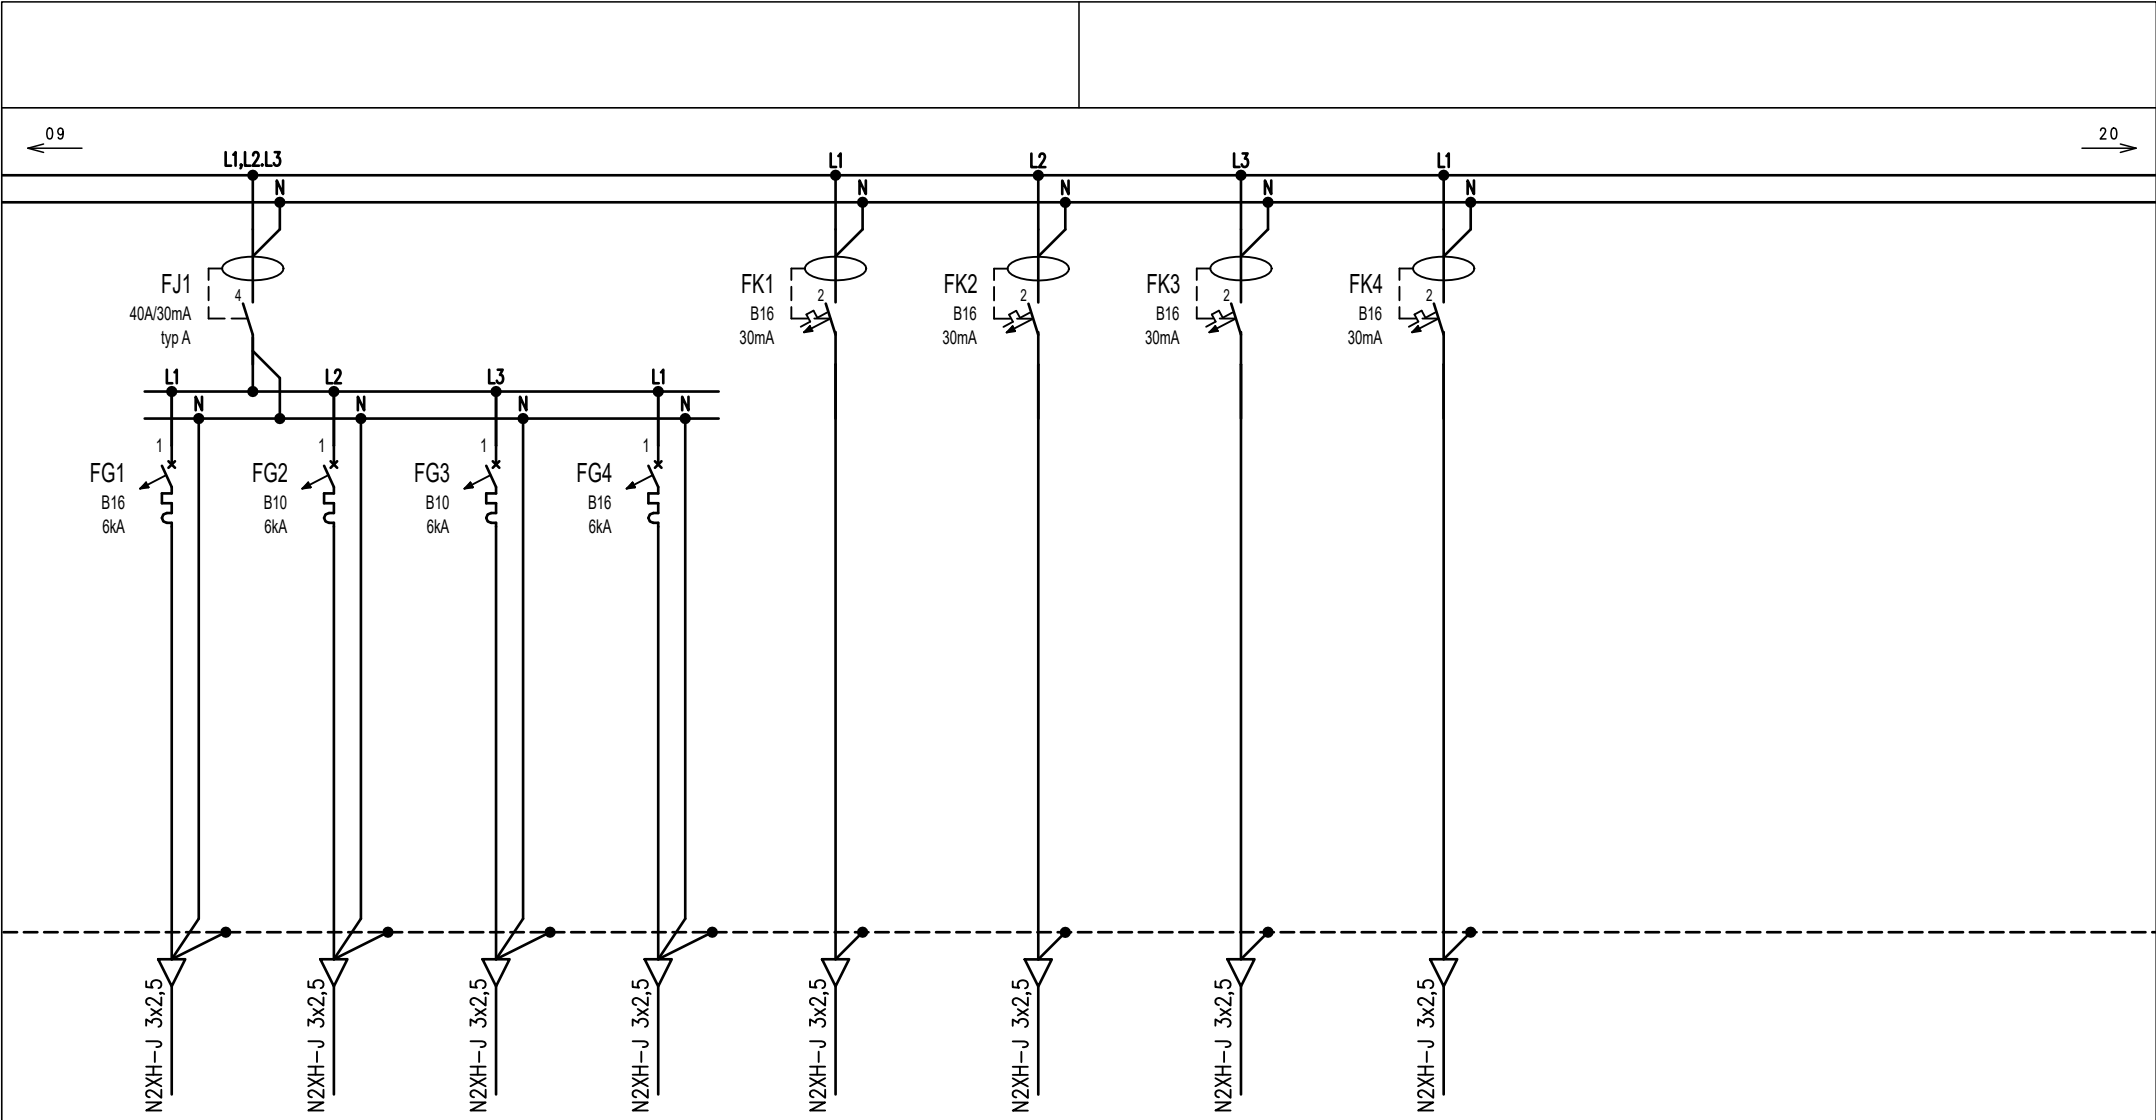 09
20
L1,L2.L3
L1
L2
L3
L1
N
N
N
N
N
FJ1
4
40A/30mA
typ A
FK1
2
B16
30mA
FK2
2
B16
30mA
FK3
2
B16
30mA
FK4
2
B16
30mA
L1
L2
L3
L1
N
N
N
N
1
FG1
B16
6kA
1
FG2
B10
6kA
1
FG3
B10
6kA
1
FG4
B16
6kA
N2XH-J 3x2,5
N2XH-J 3x2,5
N2XH-J 3x2,5
N2XH-J 3x2,5
N2XH-J 3x2,5
N2XH-J 3x2,5
N2XH-J 3x2,5
N2XH-J 3x2,5